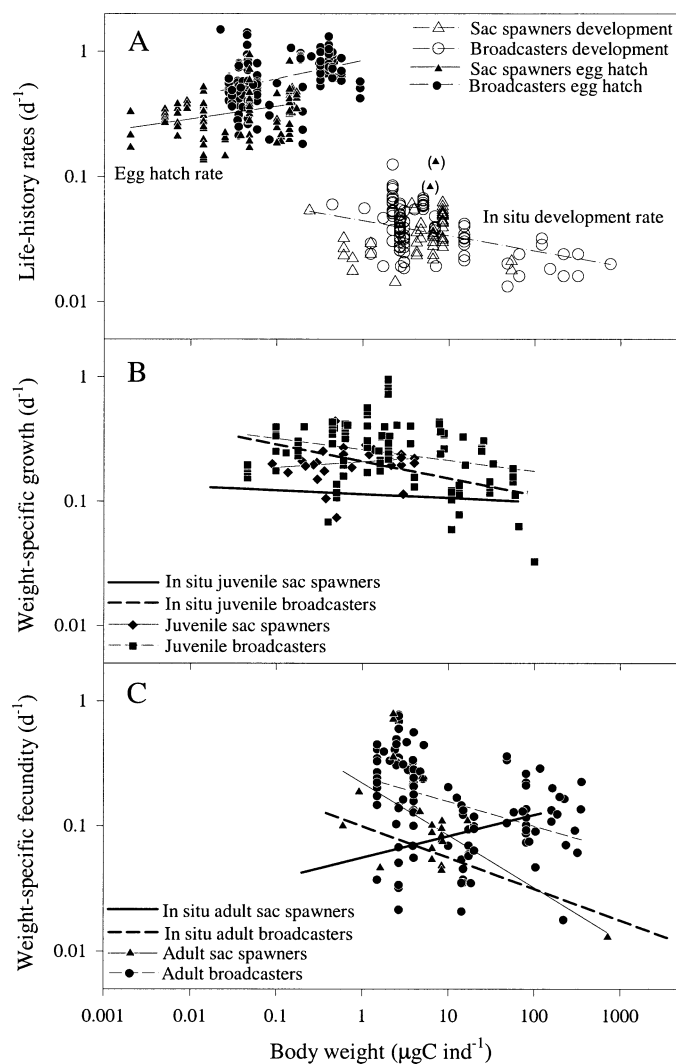 A
Sac spawners development
Broadcasters development
Sac spawners egg hatch
Broadcasters egg hatch
1
0.1
0.01
Life-history rates (d⁻¹)
Egg hatch rate
In situ development rate
B
1
0.1
0.01
Weight-specific growth (d⁻¹)
In situ juvenile sac spawners
In situ juvenile broadcasters
Juvenile sac spawners
Juvenile broadcasters
C
1
0.1
0.01
Weight-specific fecundity (d⁻¹)
In situ adult sac spawners
In situ adult broadcasters
Adult sac spawners
Adult broadcasters
0.001 0.01 0.1 1 10 100 1000
Body weight (µgC ind⁻¹)